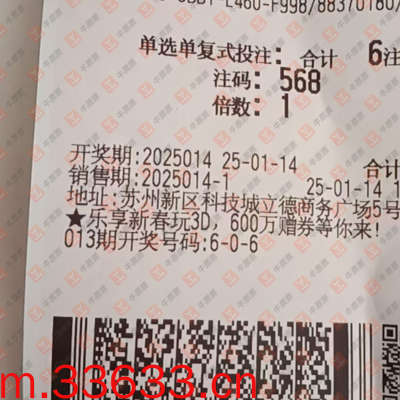 单选单复式投注: 合计 6注
注码: 568
倍数: 1
开奖期:2025014 25-01-14 合计
销售期:2025014-1 25-01-14 1
地址:苏州新区科技城立德商务广场5号
★乐享新春玩3D, 600万赠券等你来!
013期开奖号码:6-0-6
m.33633.cn